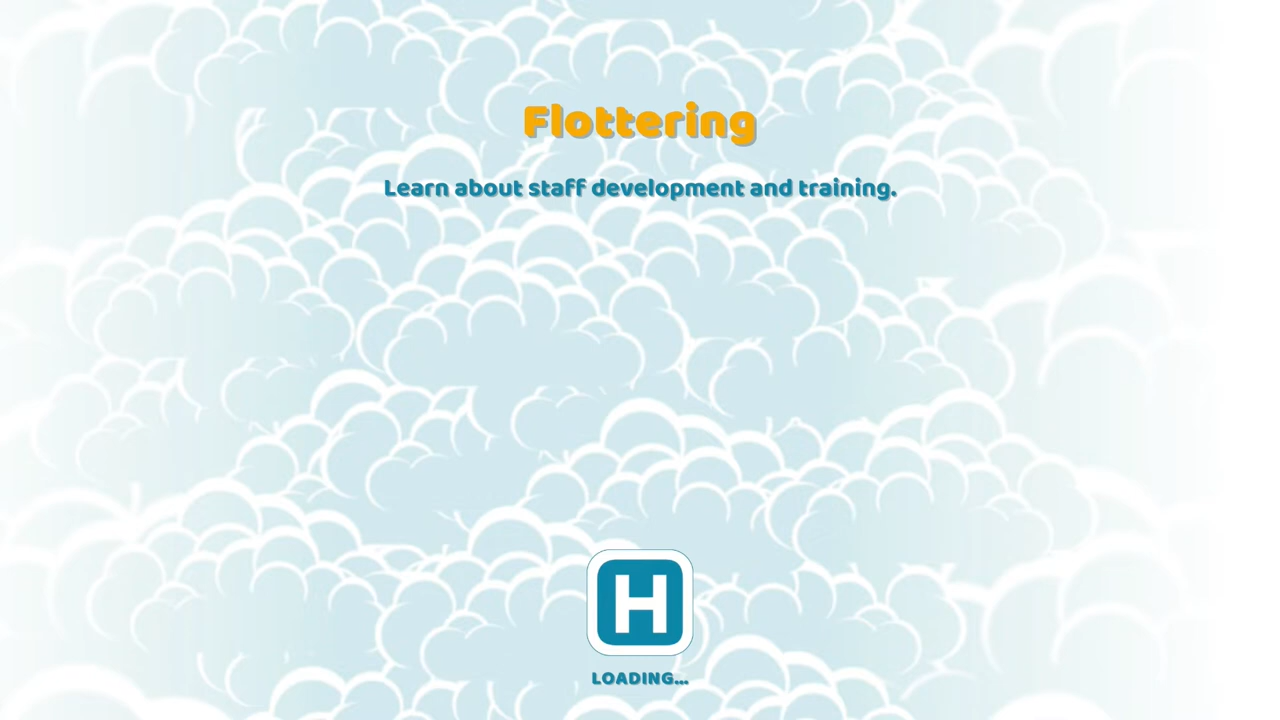 Flottering
Learn about staff development and training.
H
LOADING...